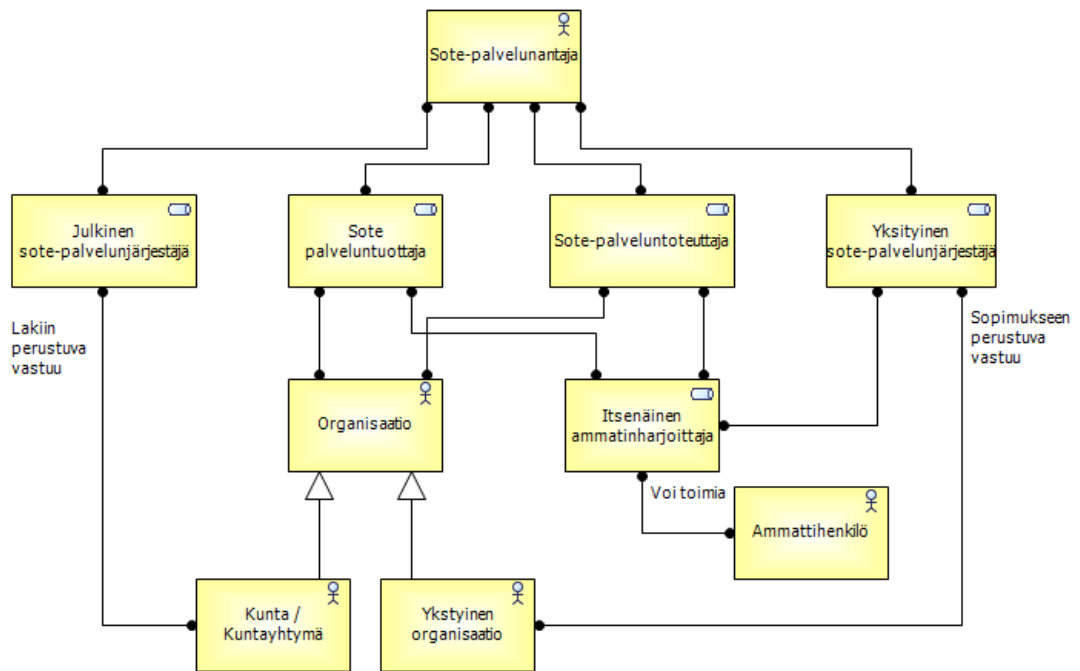 Sote-palvelunantaja
Julkinen
sote-palvelunjärjestäjä
Sote
palveluntuottaja
Sote-palveluntoteuttaja
Yksityinen
sote-palvelunjärjestäjä
Lakiin
perustuva
vastuu
Sopimukseen
perustuva
vastuu
Organisaatio
Itsenäinen
ammatinharjoittaja
Voi toimia
Ammattihenkilö
Kunta /
Kuntayhtymä
Ykstyinen
organisaatio